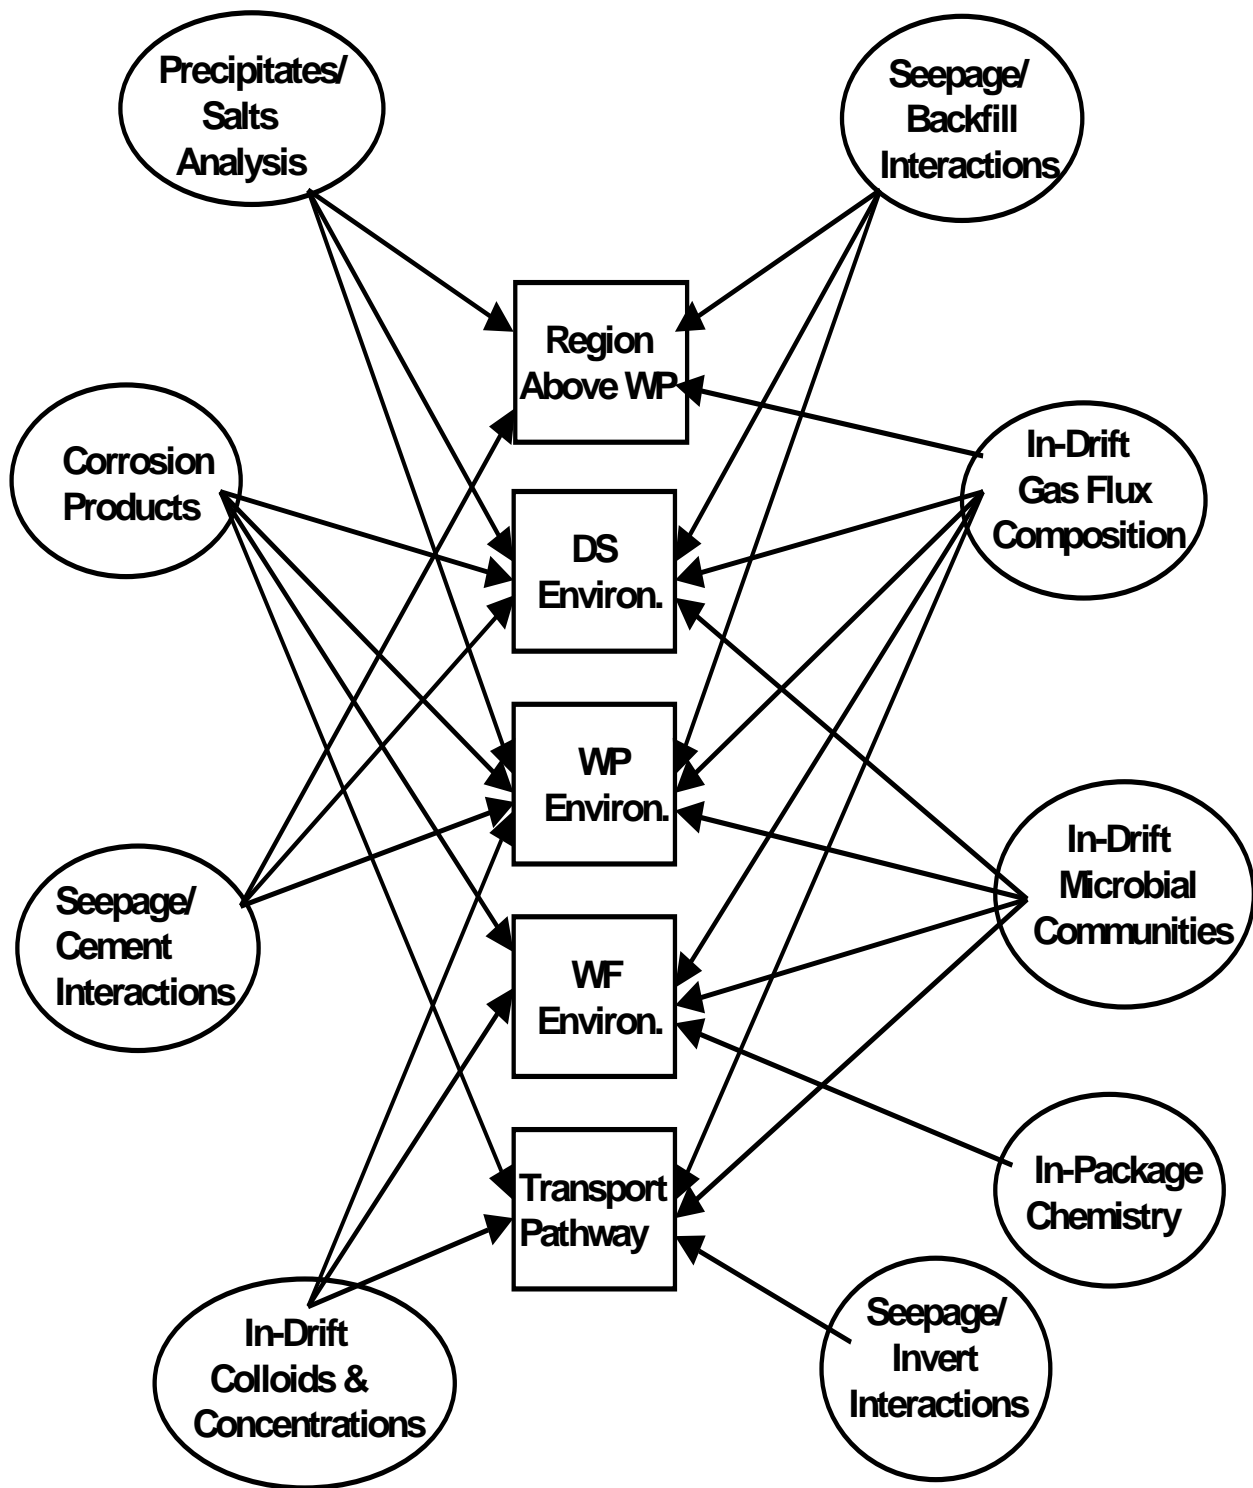 Precipitates/
Salts
Analysis
Seepage/
Backfill
Interactions
Region
Above WP
Corrosion
Products
In-Drift
Gas Flux
Composition
DS
Environ.
WP
Environ.
In-Drift
Microbial
Communities
Seepage/
Cement
Interactions
WF
Environ.
In-Package
Chemistry
Transport
Pathway
In-Drift
Colloids &
Concentrations
Seepage/
Invert
Interactions